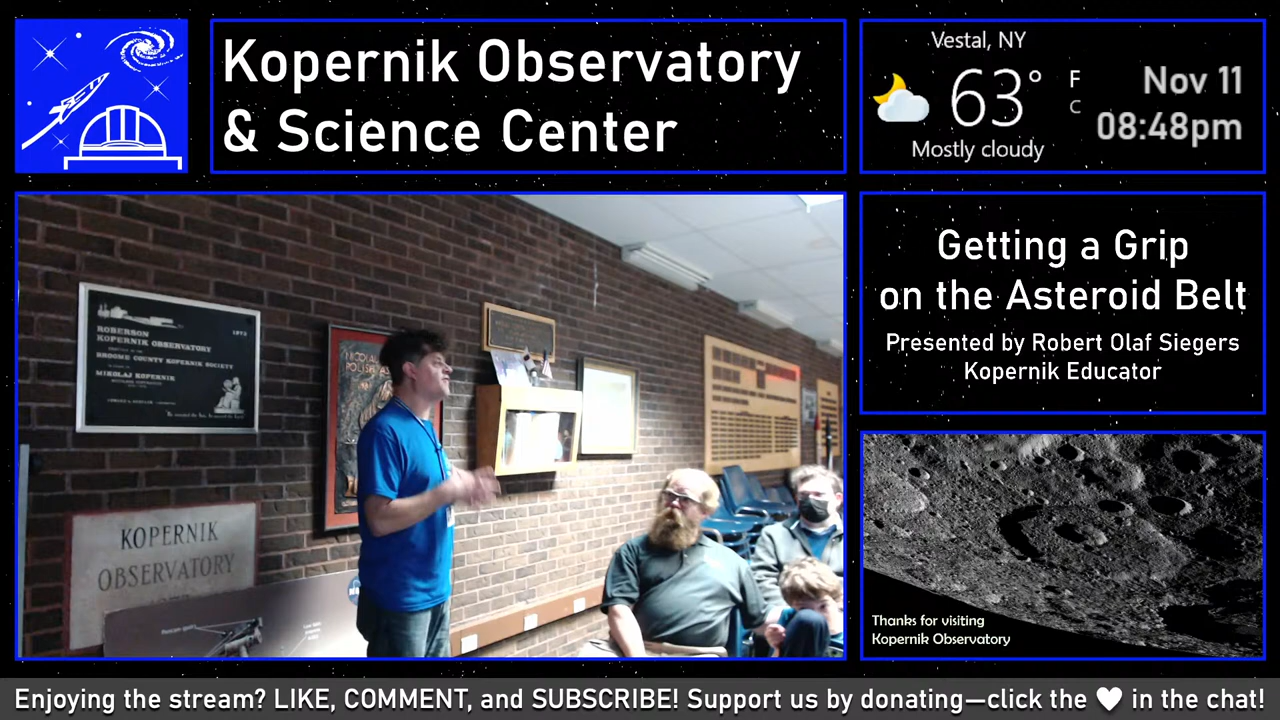 Kopernik Observatory
& Science Center
Vestal, NY
63°
F
C
Mostly cloudy
Nov 11
08:48pm
Getting a Grip
on the Asteroid Belt
Presented by Robert Olaf Siegers
Kopernik Educator
ROBERSON
1973
KOPERNIK OBSERVATORY
BROOME COUNTY KOPERNIK SOCIETY
MIKOLAJ KOPERNIK
NICOLAU
POLISH AS
KOPERNIK
OBSERVATORY
Thanks for visiting
Kopernik Observatory
Enjoying the stream? LIKE, COMMENT, and SUBSCRIBE! Support us by donating—click the ♥ in the chat!